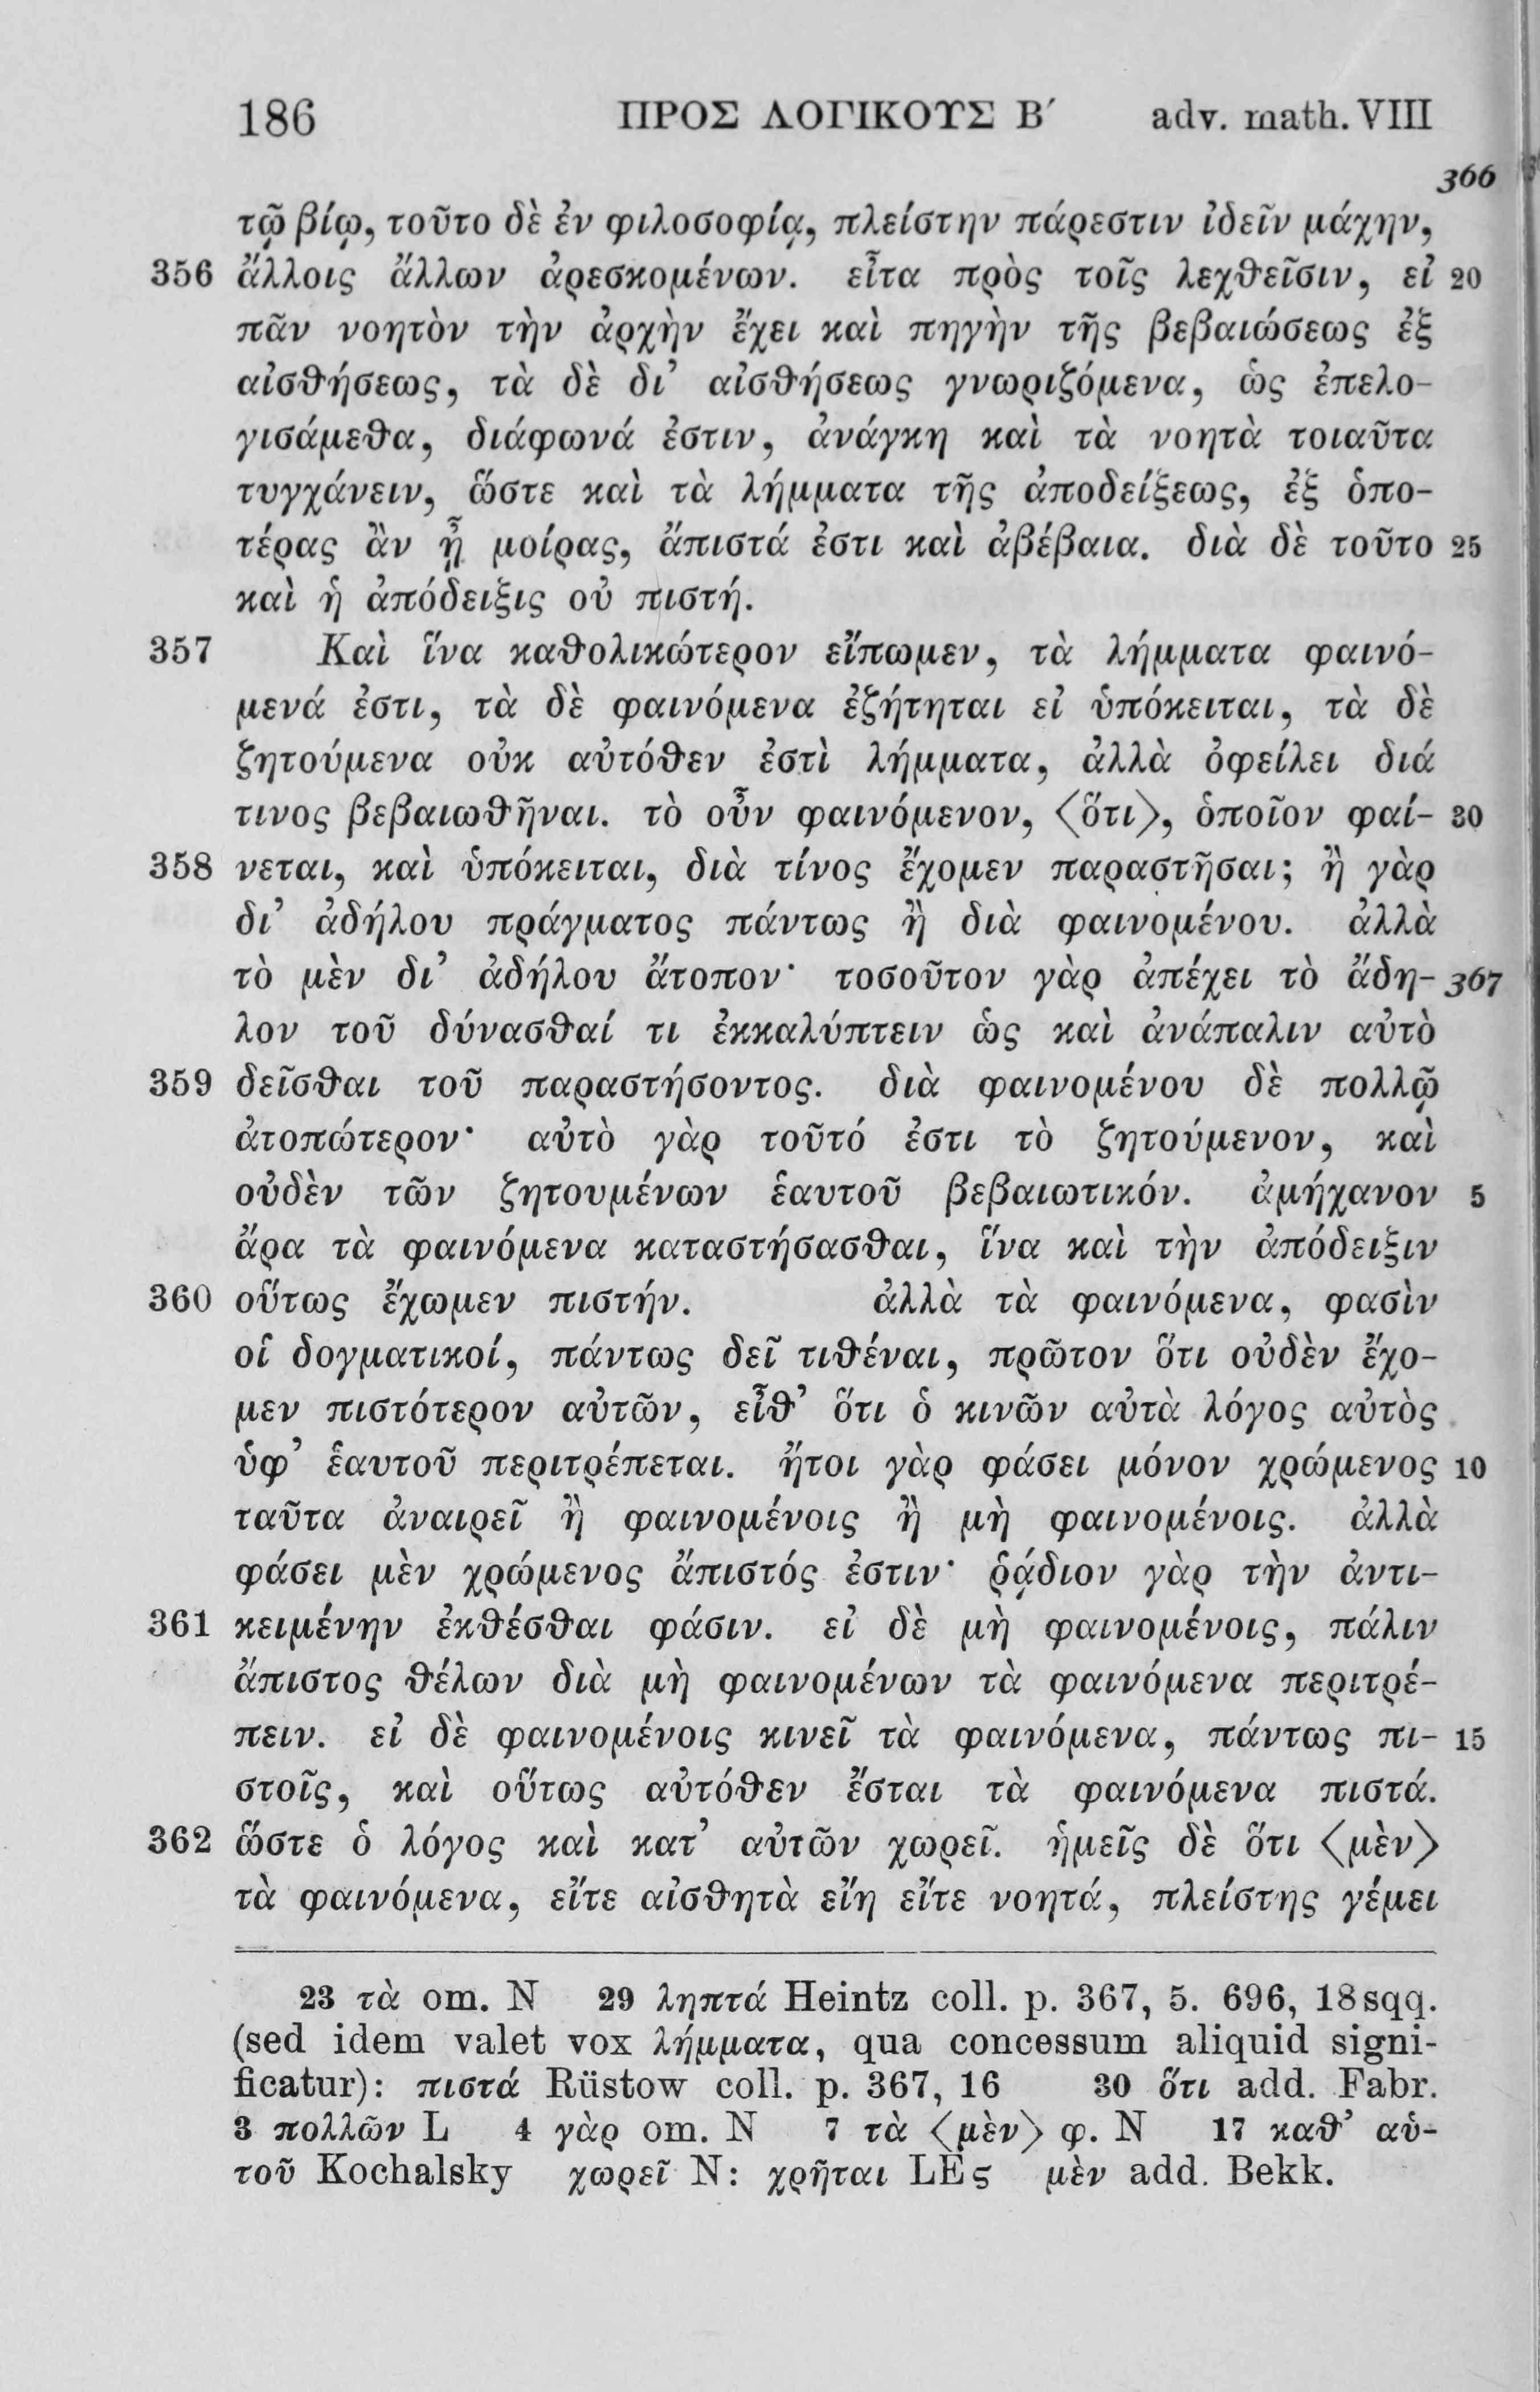 186 ΠΡΟΣ ΛΟΓΙΚΟΥΣ Β′ adv. math. VIII
366
τῷ βίῳ, τοῦτο δὲ ἐν φιλοσοφίᾳ, πλείστην πάρεστιν ἰδεῖν μάχην,
356 ἄλλοις ἄλλων ἀρεσκομένων. εἶτα πρὸς τοῖς λεχθεῖσιν, εἰ 20
πᾶν νοητὸν τὴν ἀρχὴν ἔχει καὶ πηγὴν τῆς βεβαιώσεως ἐξ
αἰσθήσεως, τὰ δὲ δι’ αἰσθήσεως γνωριζόμενα, ὡς ἐπελο-
γισάμεθα, διάφωνά ἐστιν, ἀνάγκη καὶ τὰ νοητὰ τοιαῦτα
τυγχάνειν, ὥστε καὶ τὰ λήμματα τῆς ἀποδείξεως, ἐξ ὁπο-
τέρας ἂν ᾖ μοίρας, ἄπιστά ἐστι καὶ ἀβέβαια. διὰ δὲ τοῦτο 25
καὶ ἡ ἀπόδειξις οὐ πιστή.
357 Καὶ ἵνα καθολικώτερον εἴπωμεν, τὰ λήμματα φαινό-
μενά ἐστι, τὰ δὲ φαινόμενα ἐζήτηται εἰ ὑπόκειται, τὰ δὲ
ζητούμενα οὐκ αὐτόθεν ἐστὶ λήμματα, ἀλλὰ ὀφείλει διά
τινος βεβαιωθῆναι. τὸ οὖν φαινόμενον, ⟨ὅτι⟩, ὁποῖον φαί- 30
358 νεται, καὶ ὑπόκειται, διὰ τίνος ἔχομεν παραστῆσαι; ἢ γὰρ
δι’ ἀδήλου πράγματος πάντως ἢ διὰ φαινομένου. ἀλλὰ
τὸ μὲν δι’ ἀδήλου ἄτοπον· τοσοῦτον γὰρ ἀπέχει τὸ ἄδη- 367
λον τοῦ δύνασθαί τι ἐκκαλύπτειν ὡς καὶ ἀνάπαλιν αὐτὸ
359 δεῖσθαι τοῦ παραστήσοντος. διὰ φαινομένου δὲ πολλῷ
ἀτοπώτερον· αὐτὸ γὰρ τοῦτό ἐστι τὸ ζητούμενον, καὶ
οὐδὲν τῶν ζητουμένων ἑαυτοῦ βεβαιωτικόν. ἀμήχανον 5
ἄρα τὰ φαινόμενα καταστήσασθαι, ἵνα καὶ τὴν ἀπόδειξιν
360 οὕτως ἔχωμεν πιστήν. ἀλλὰ τὰ φαινόμενα, φασὶν
οἱ δογματικοί, πάντως δεῖ τιθέναι, πρῶτον ὅτι οὐδὲν ἔχο-
μεν πιστότερον αὐτῶν, εἶθ’ ὅτι ὁ κινῶν αὐτὰ λόγος αὐτὸς
ὑφ’ ἑαυτοῦ περιτρέπεται. ἤτοι γὰρ φάσει μόνον χρώμενος 10
ταῦτα ἀναιρεῖ ἢ φαινομένοις ἢ μὴ φαινομένοις. ἀλλὰ
φάσει μὲν χρώμενος ἄπιστός ἐστιν· ῥᾴδιον γὰρ τὴν ἀντι-
361 κειμένην ἐκθέσθαι φάσιν. εἰ δὲ μὴ φαινομένοις, πάλιν
ἄπιστος θέλων διὰ μὴ φαινομένων τὰ φαινόμενα περιτρέ-
πειν. εἰ δὲ φαινομένοις κινεῖ τὰ φαινόμενα, πάντως πι- 15
στοῖς, καὶ οὕτως αὐτόθεν ἔσται τὰ φαινόμενα πιστά.
362 ὥστε ὁ λόγος καὶ κατ’ αὐτῶν χωρεῖ. ἡμεῖς δὲ ὅτι ⟨μὲν⟩
τὰ φαινόμενα, εἴτε αἰσθητὰ εἴη εἴτε νοητά, πλείστης γέμει
23 τὰ om. N 29 ληπτά Heintz coll. p. 367, 5. 696, 18 sqq.
(sed idem valet vox λήμματα, qua concessum aliquid signi-
ficatur): πιστά Rüstow coll. p. 367, 16 30 ὅτι add. Fabr.
3 πολλῶν L 4 γὰρ om. N 7 τὰ ⟨μὲν⟩ φ. N 17 καθ’ αὑ-
τοῦ Kochalsky χωρεῖ N: χρῆται LEς μὲν add. Bekk.